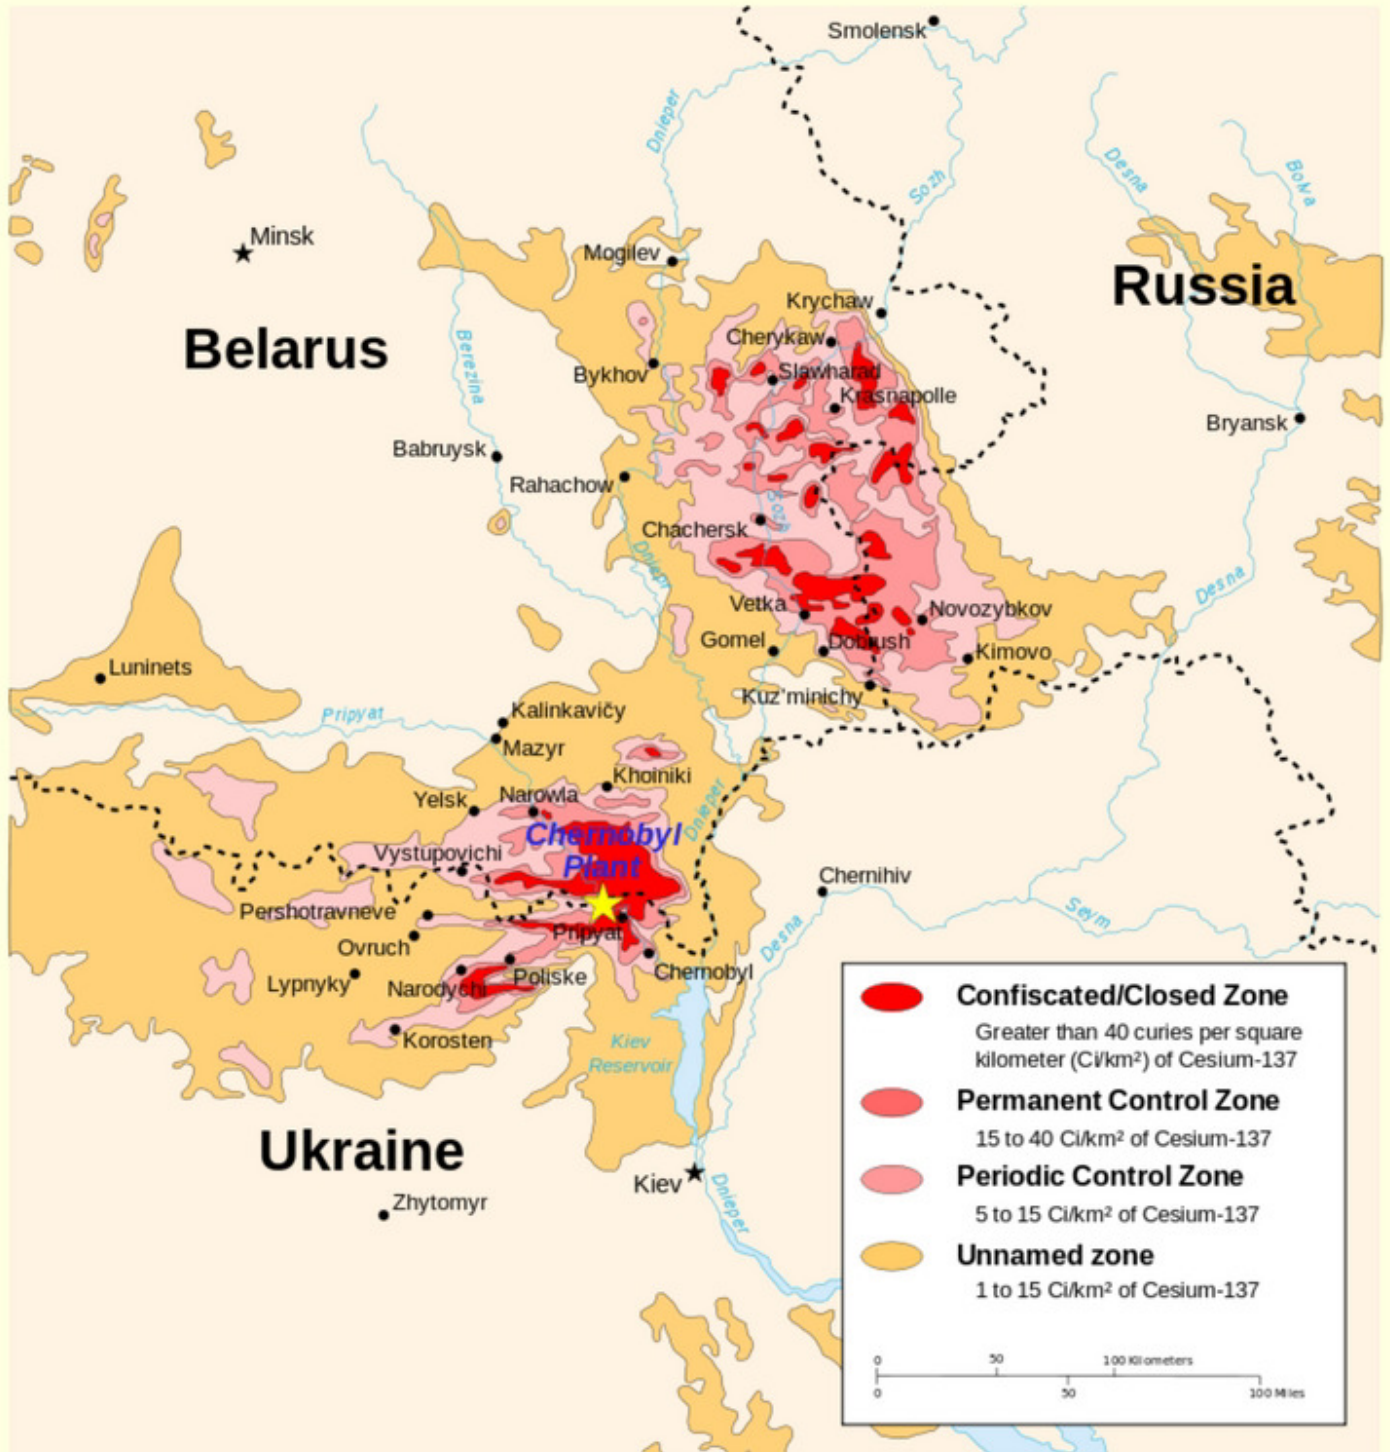 Smolensk
Dnieper
Sozh
Desna
Bolva
Minsk
Mogilev
Russia
Krychaw
Belarus
Cherykaw
Berezina
Bykhov
Slawharad
Krasnapolle
Bryansk
Babruysk
Rahachow
Sozh
Chachersk
Dniepr
Desna
Vetka
Novozybkov
Gomel
Dobrush
Kimovo
Luninets
Kuz'minichy
Pripyat
Kalinkavičy
Mazyr
Khoiniki
Yelsk
Narowla
Dnieper
Chernobyl
Plant
Vystupovichi
Chernihiv
Pershotravneve
Seym
Pripyat
Desna
Ovruch
Lypnyky
Narodychi
Poliske
Chernobyl
Korosten
Kiev
Reservoir
Ukraine
Kiev
Dnieper
Zhytomyr
Confiscated/Closed Zone
Greater than 40 curies per square
kilometer (Ci/km²) of Cesium-137
Permanent Control Zone
15 to 40 Ci/km² of Cesium-137
Periodic Control Zone
5 to 15 Ci/km² of Cesium-137
Unnamed zone
1 to 15 Ci/km² of Cesium-137
0 50 100 Kilometers
0 50 100 Miles